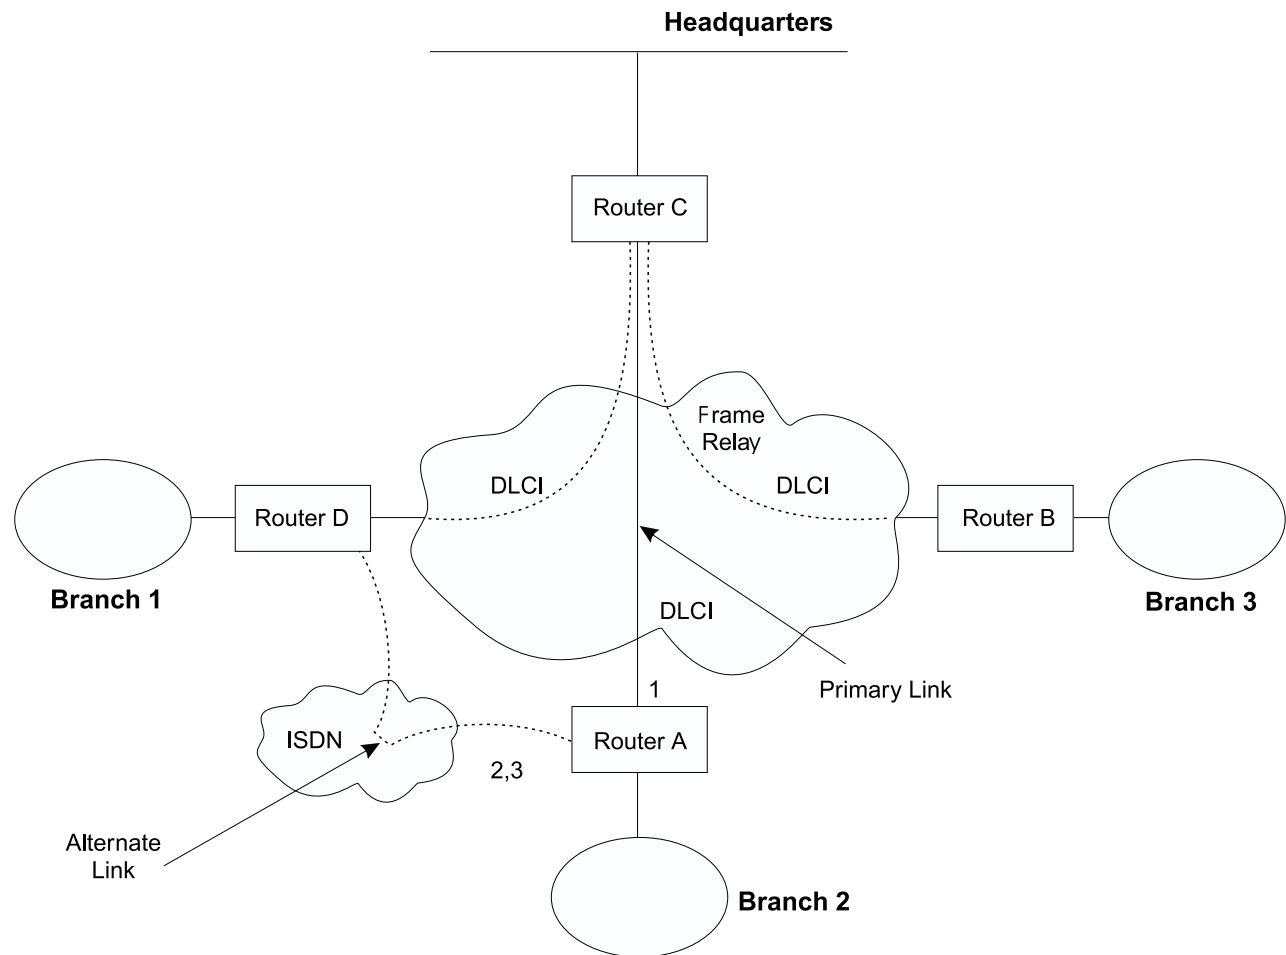 Headquarters
Router C
Frame
Relay
DLCI
DLCI
Router D
Router B
Branch 1
Branch 3
DLCI
Primary Link
1
ISDN
Router A
2,3
Alternate
Link
Branch 2